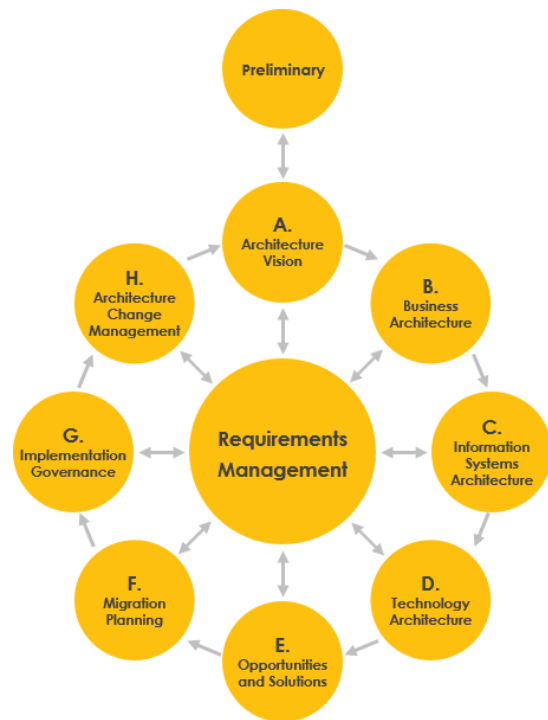 Preliminary
A.
Architecture
Vision
H.
Architecture
Change
Management
B.
Business
Architecture
Requirements
Management
G.
Implementation
Governance
C.
Information
Systems
Architecture
F.
Migration
Planning
D.
Technology
Architecture
E.
Opportunities
and Solutions